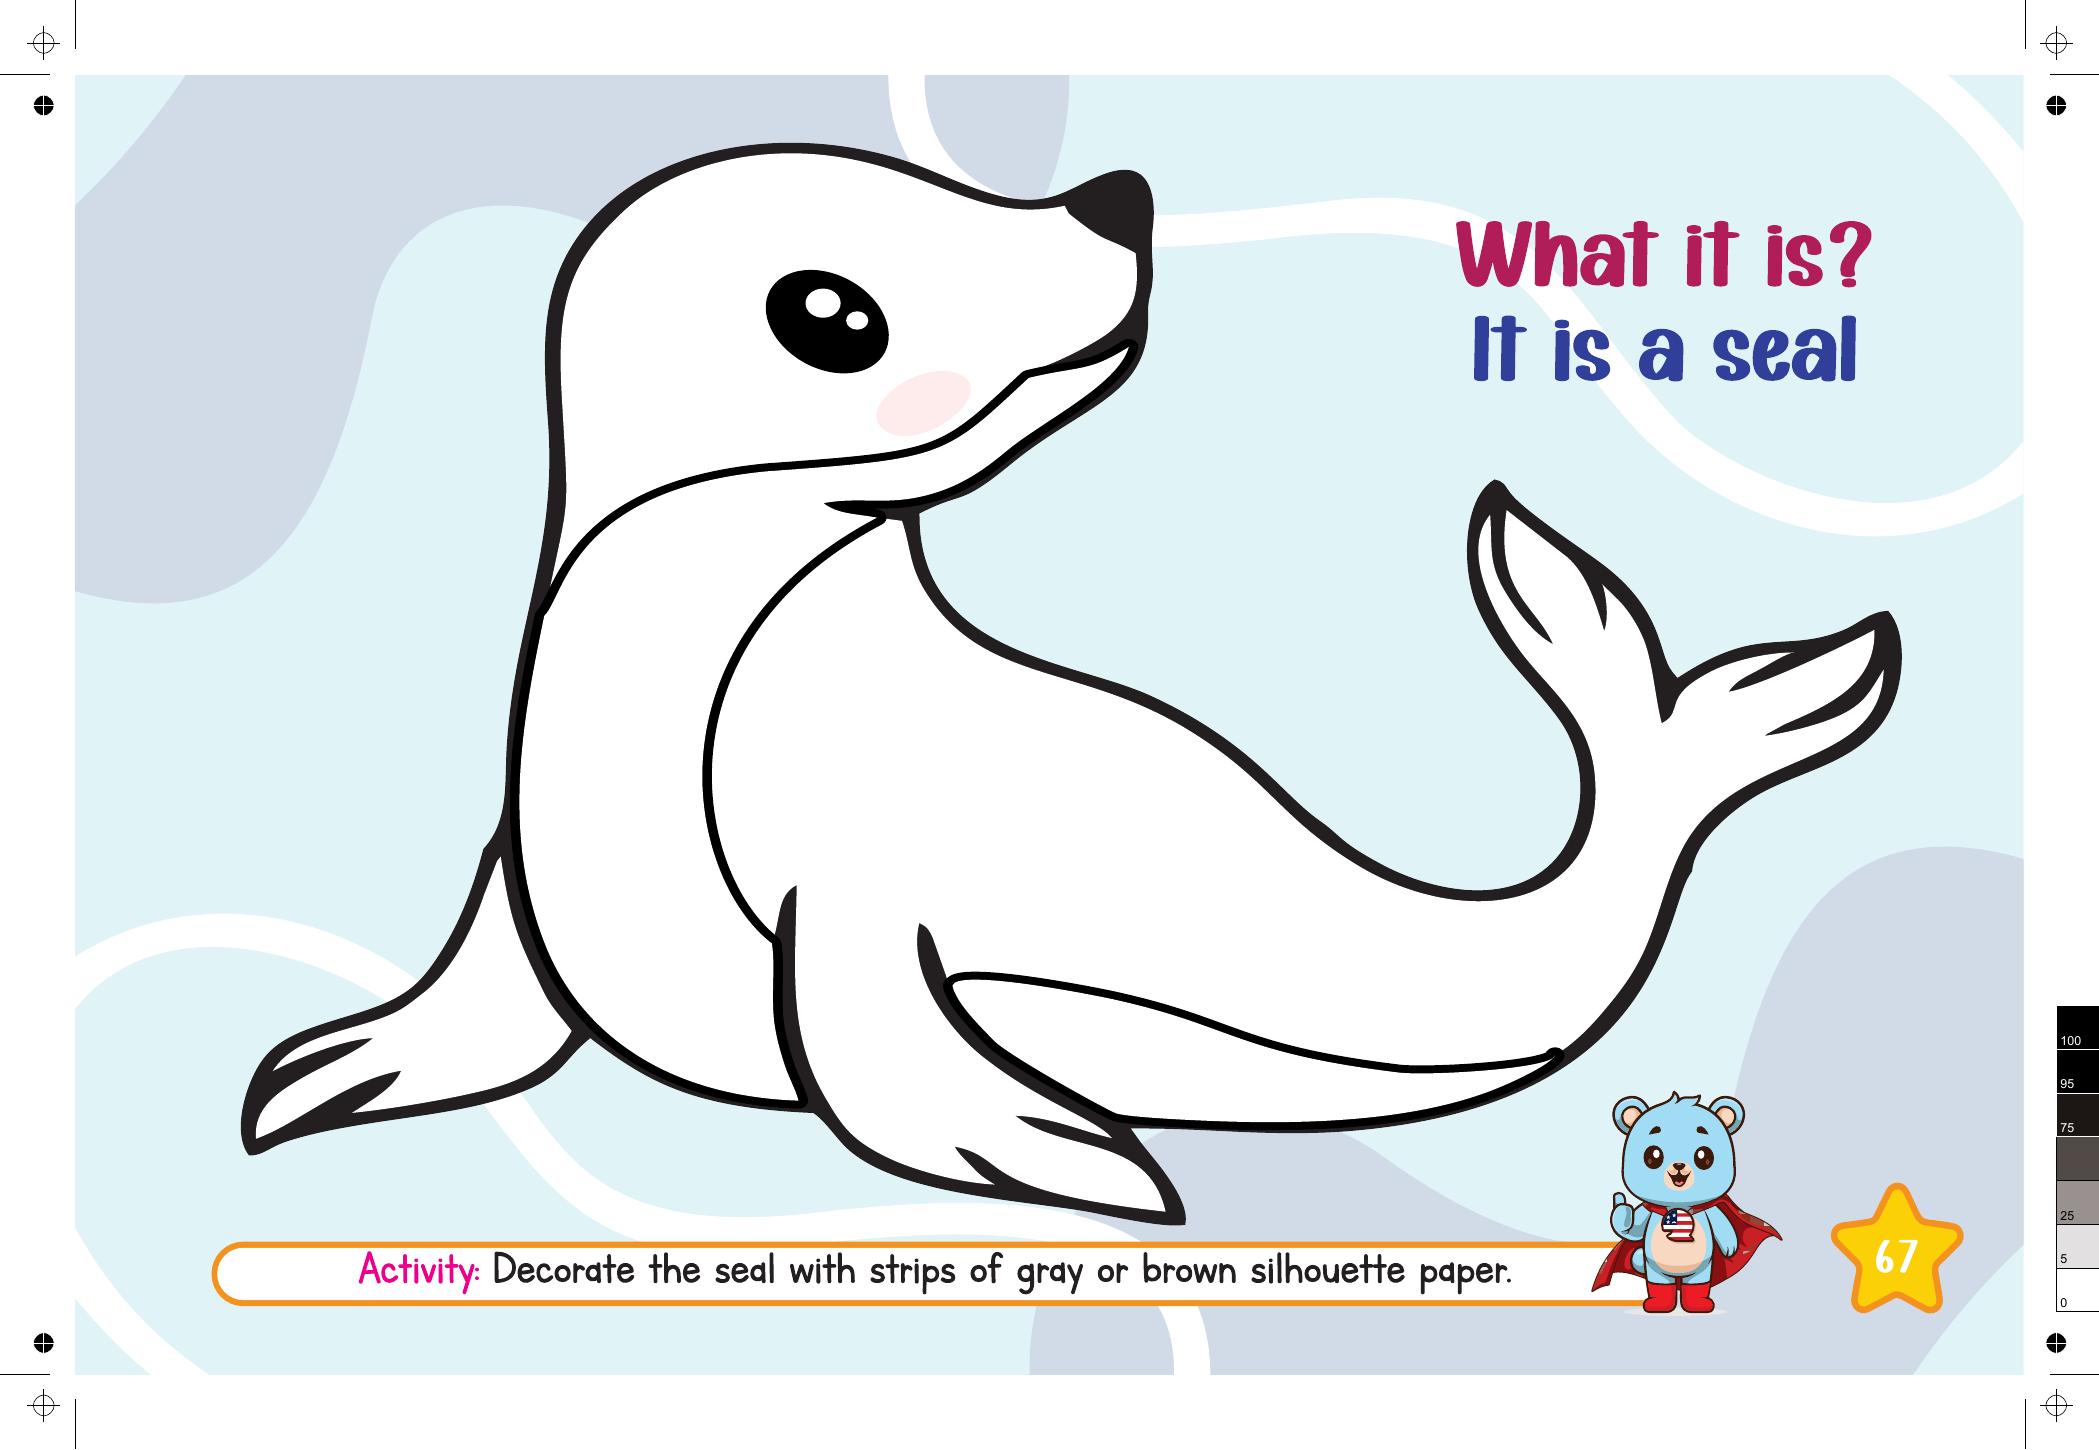 What it is?
It is a seal
Activity: Decorate the seal with strips of gray or brown silhouette paper.
67
100
95
75
25
5
0